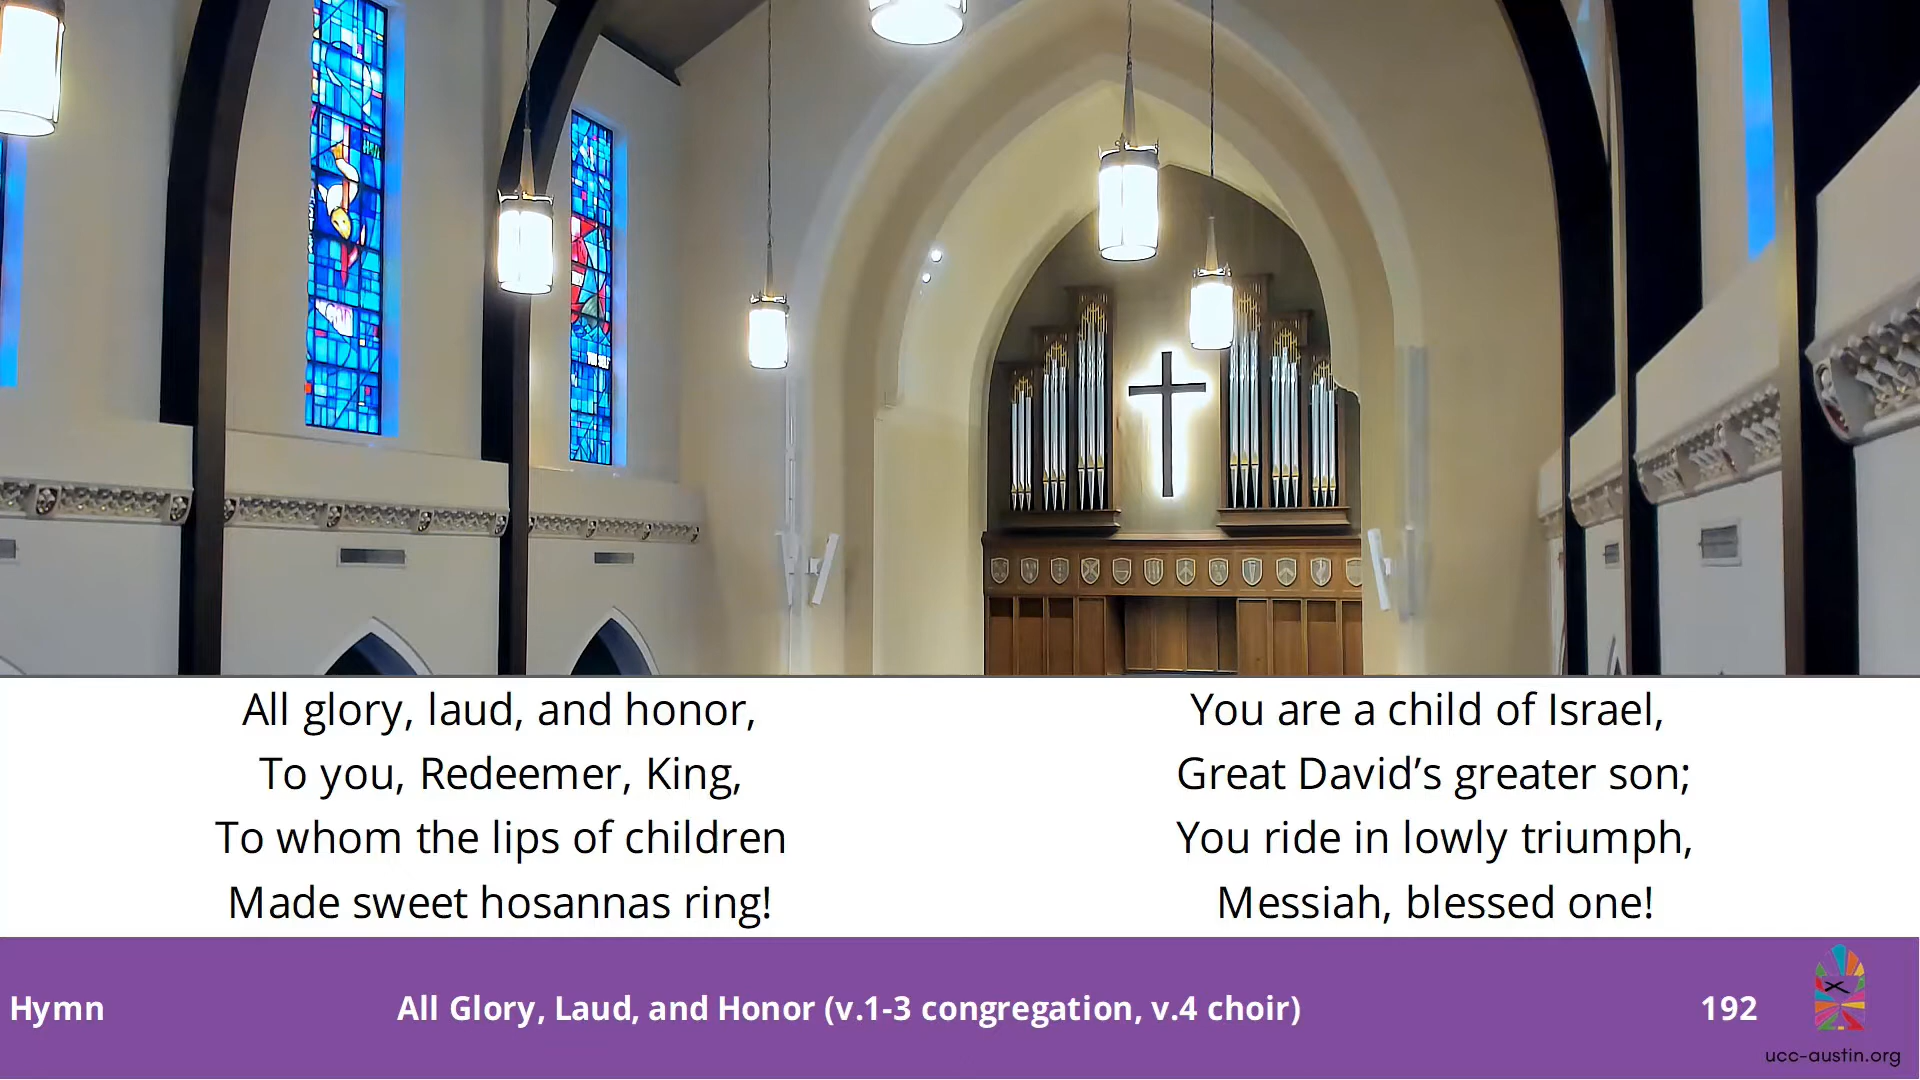 All glory, laud, and honor,
To you, Redeemer, King,
To whom the lips of children
Made sweet hosannas ring!
You are a child of Israel,
Great David’s greater son;
You ride in lowly triumph,
Messiah, blessed one!
Hymn
All Glory, Laud, and Honor (v.1-3 congregation, v.4 choir)
192
ucc-austin.org